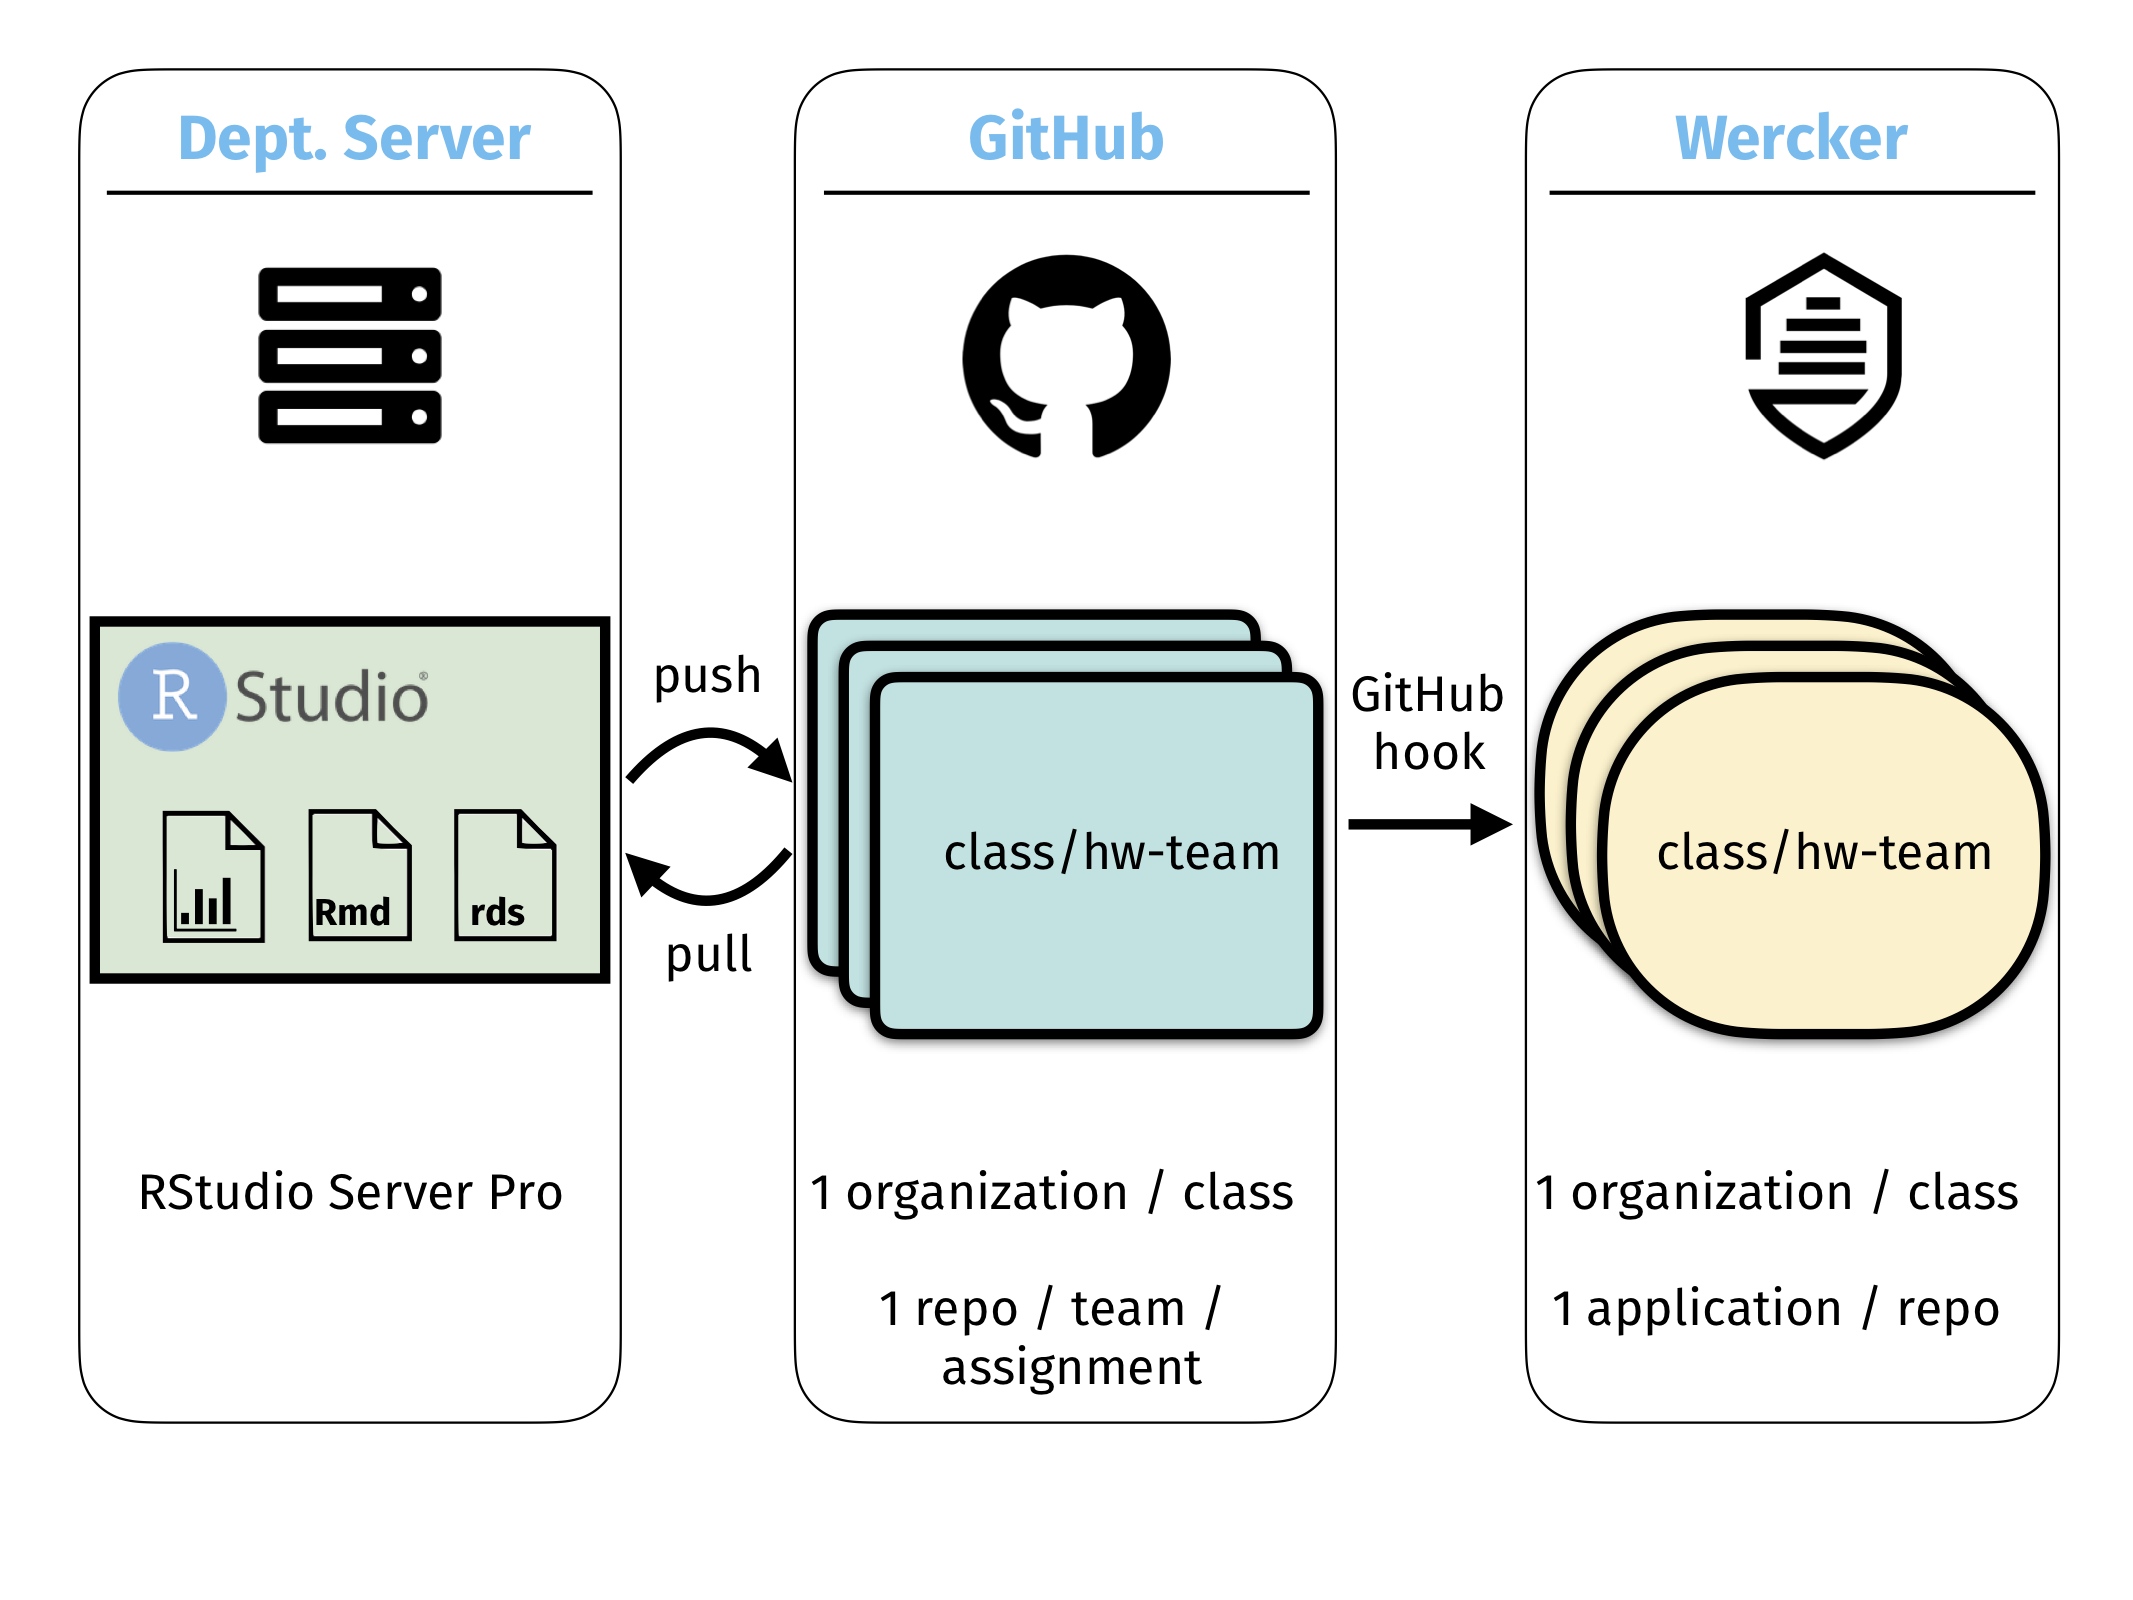 Dept. Server
R Studio®
Rmd
rds
RStudio Server Pro
push
pull
GitHub
class/hw-team
1 organization / class
1 repo / team /
assignment
GitHub
hook
Wercker
class/hw-team
1 organization / class
1 application / repo